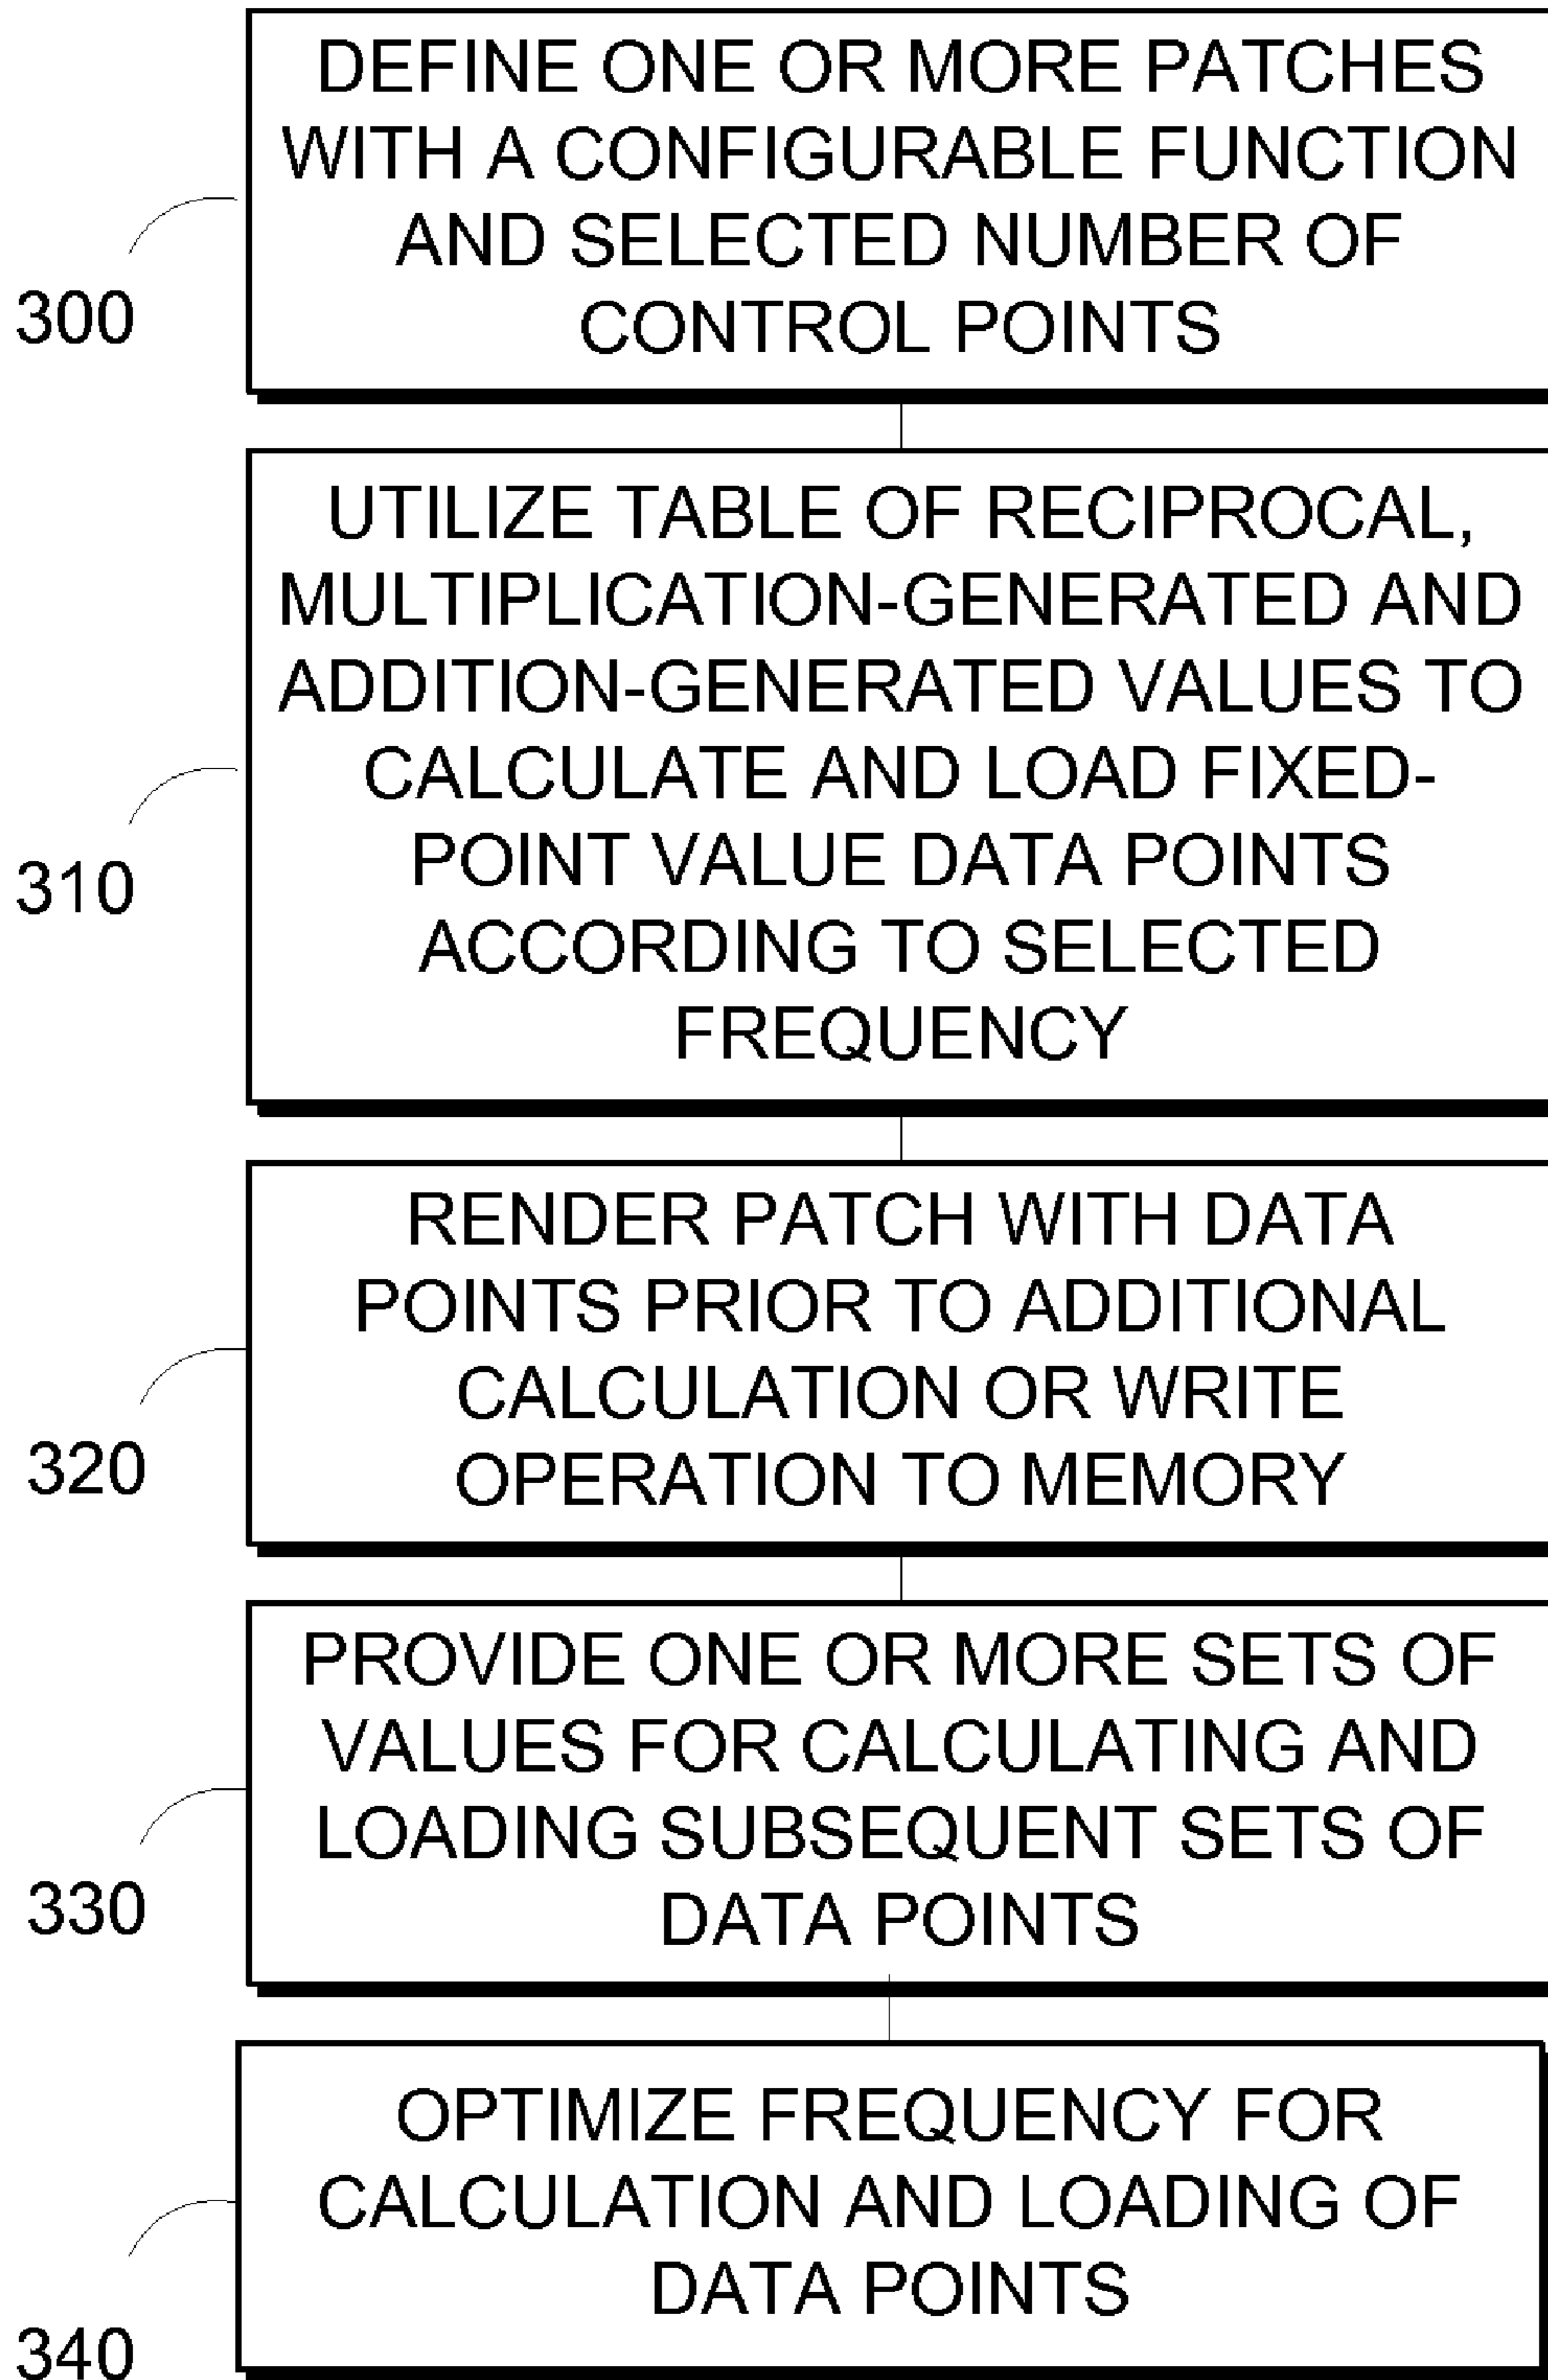 DEFINE ONE OR MORE PATCHES
WITH A CONFIGURABLE FUNCTION
AND SELECTED NUMBER OF
CONTROL POINTS
300
UTILIZE TABLE OF RECIPROCAL,
MULTIPLICATION-GENERATED AND
ADDITION-GENERATED VALUES TO
CALCULATE AND LOAD FIXED-
POINT VALUE DATA POINTS
ACCORDING TO SELECTED
FREQUENCY
310
RENDER PATCH WITH DATA
POINTS PRIOR TO ADDITIONAL
CALCULATION OR WRITE
OPERATION TO MEMORY
320
PROVIDE ONE OR MORE SETS OF
VALUES FOR CALCULATING AND
LOADING SUBSEQUENT SETS OF
DATA POINTS
330
OPTIMIZE FREQUENCY FOR
CALCULATION AND LOADING OF
DATA POINTS
340